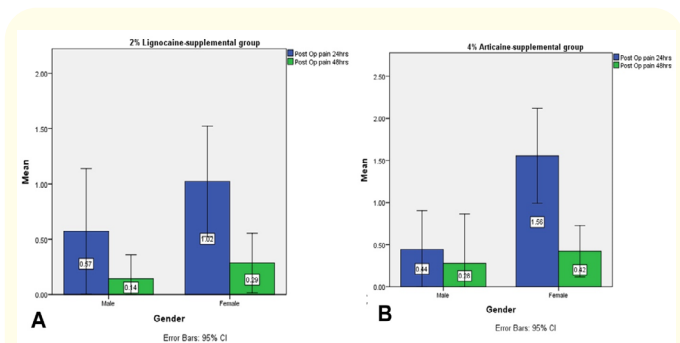 2% Lignocaine-supplemental group
Post Op pain 24hrs
Post Op pain 48hrs
2.00
1.50
1.00
0.50
0.00
Mean
0.57
0.14
1.02
0.29
Male
Female
Gender
A
Error Bars: 95% CI
4% Articaine-supplemental group
Post Op pain 24hrs
Post Op pain 48hrs
2.50
2.00
1.50
1.00
0.50
0.00
Mean
0.44
0.28
1.56
0.42
Male
Female
Gender
B
Error Bars: 95% CI